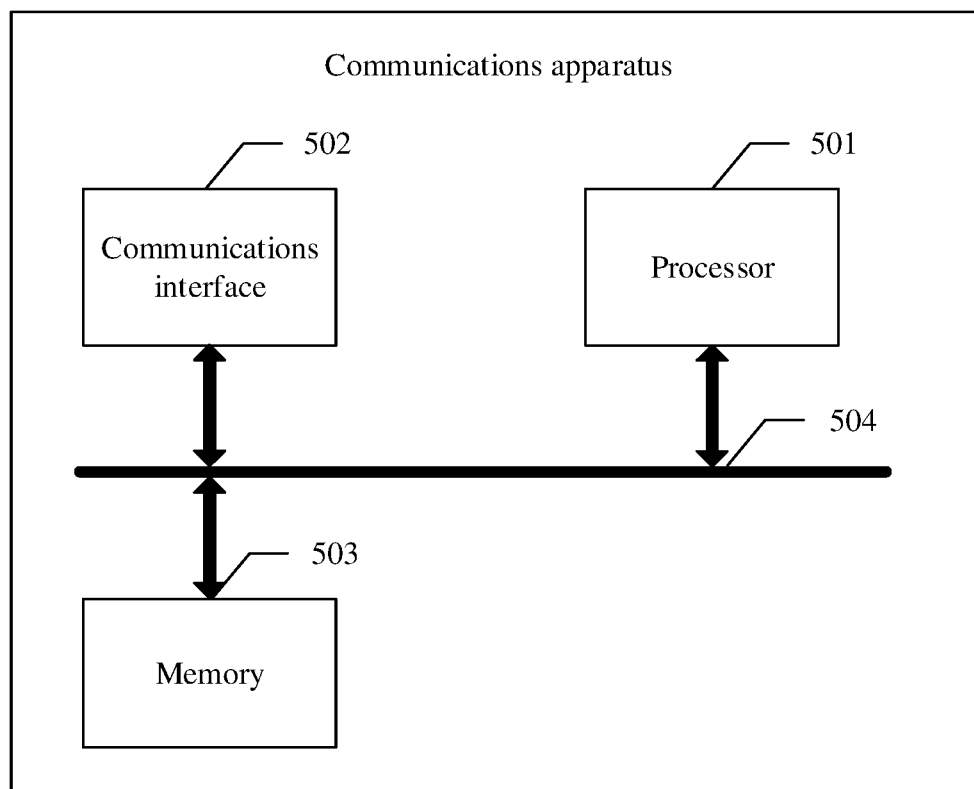 Communications apparatus
502
501
Communications
interface
Processor
504
503
Memory